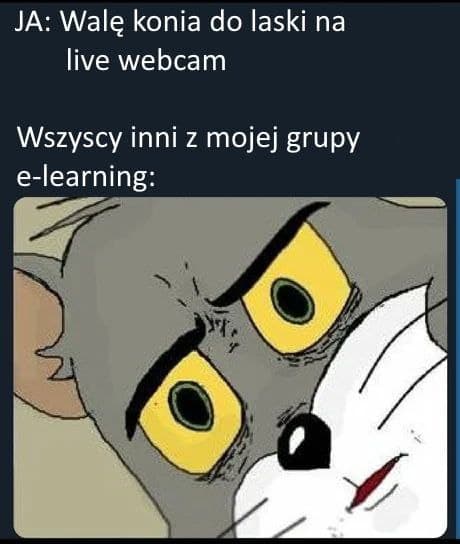 JA: Walę konia do laski na
live webcam
Wszyscy inni z mojej grupy
e-learning: